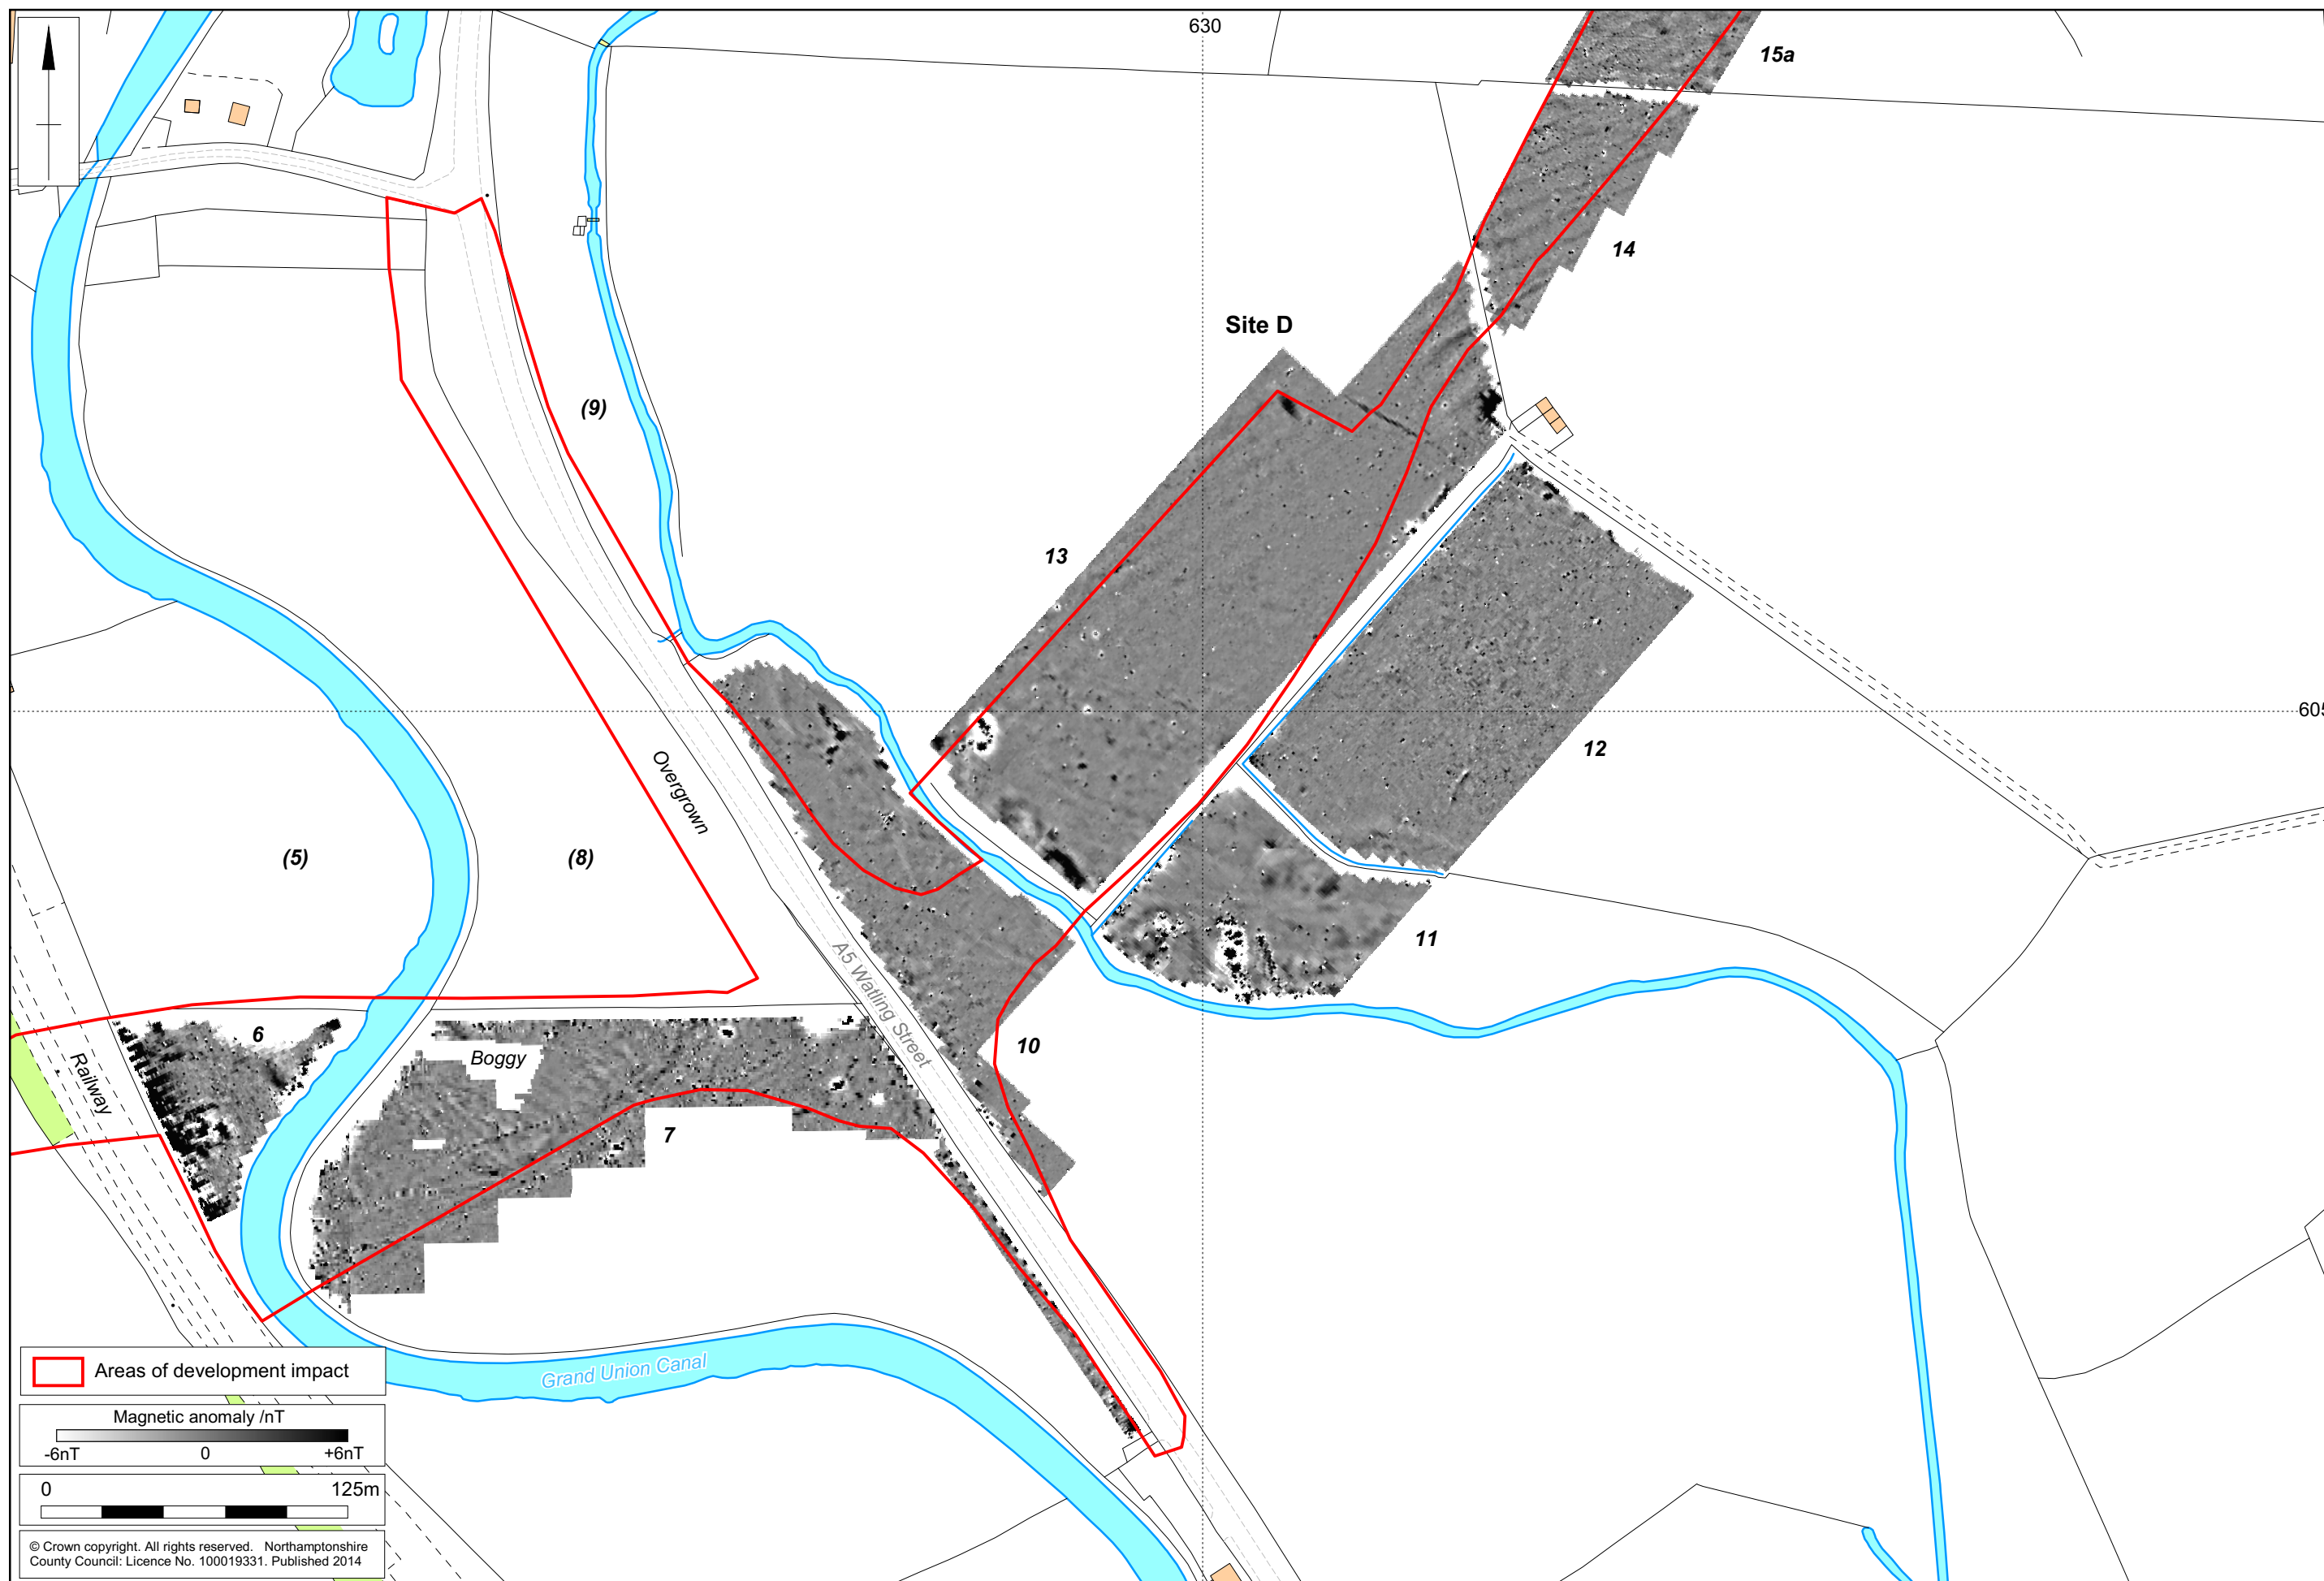 630
15a
14
Site D
(9)
13
605
12
Overgrown
(5)
(8)
A5 Watling Street
11
6
Boggy
10
Railway
7
Areas of development impact
Grand Union Canal
Magnetic anomaly /nT
-6nT 0 +6nT
0 125m
© Crown copyright. All rights reserved. Northamptonshire
County Council: Licence No. 100019331. Published 2014